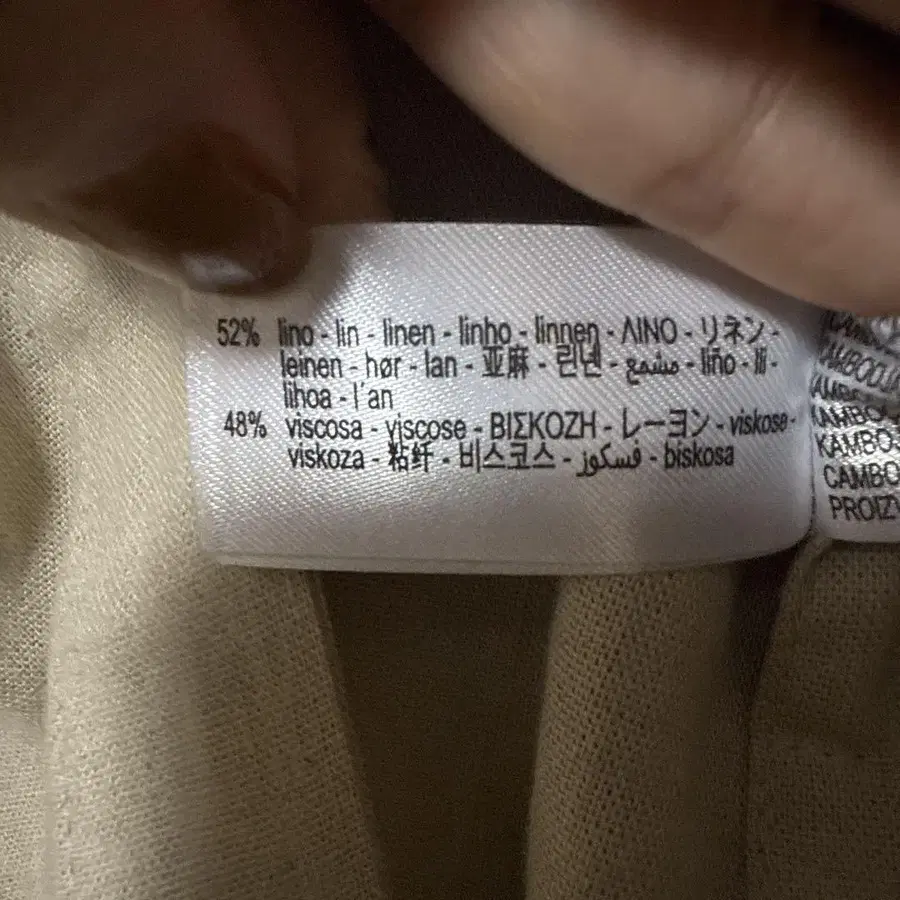 52% lino - lin - linen - linho - linnen - ΛΙΝΟ - リネン -
leinen - hør - lan - 亚麻 - 린넨 - مشمع - liño - lli -
lihoa - l'an
48% viscosa - viscose - ΒΙΣΚΟΖΗ - レーヨン - viskose -
viskoza - 粘纤 - 비스코스 - فسكوز - biskosa
KAMBO
CAMBO
PROIZV